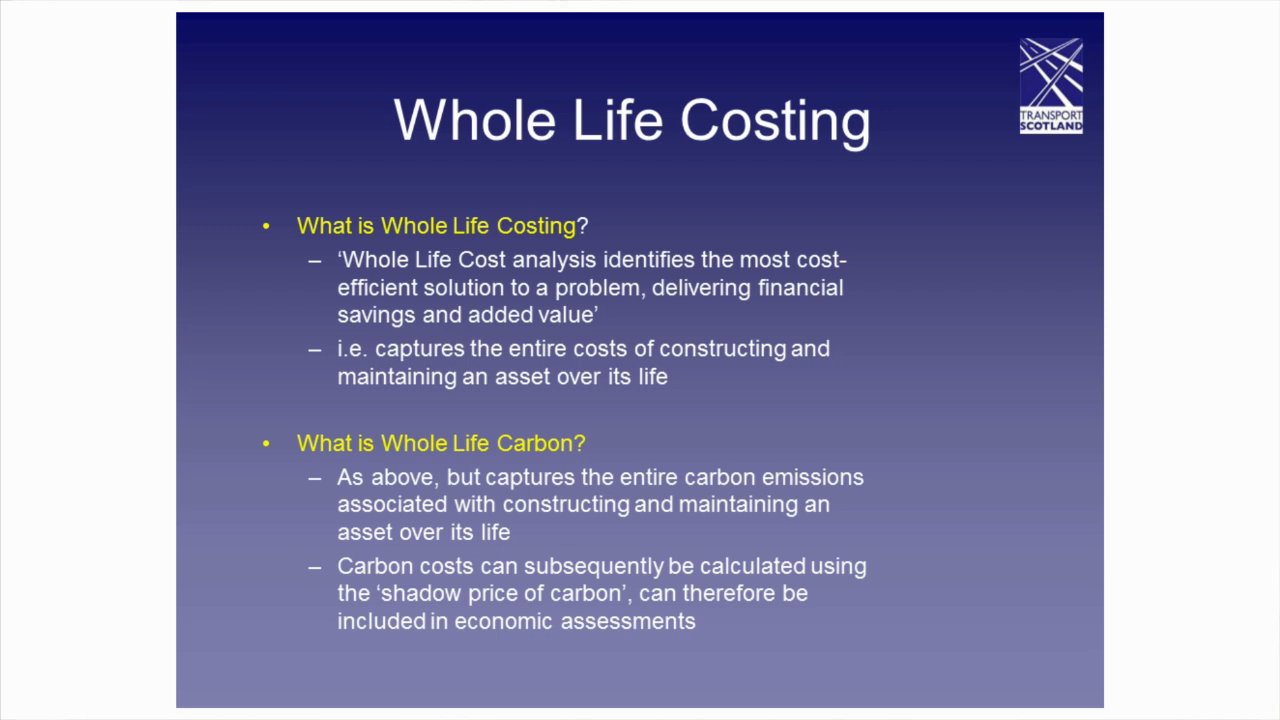 TRANSPORT
SCOTLAND
Whole Life Costing
• What is Whole Life Costing?
– ‘Whole Life Cost analysis identifies the most cost-
efficient solution to a problem, delivering financial
savings and added value’
– i.e. captures the entire costs of constructing and
maintaining an asset over its life
• What is Whole Life Carbon?
– As above, but captures the entire carbon emissions
associated with constructing and maintaining an
asset over its life
– Carbon costs can subsequently be calculated using
the ‘shadow price of carbon’, can therefore be
included in economic assessments